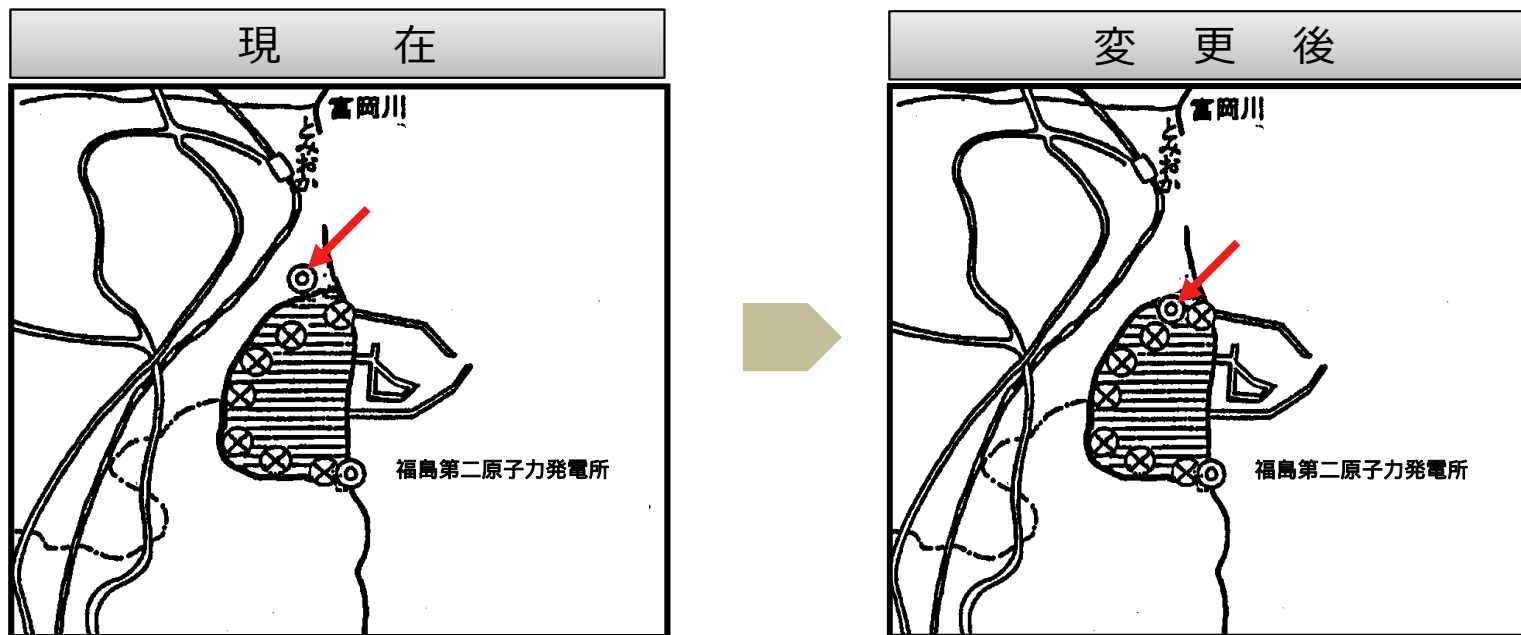 現在
変更後
富岡川
とみおか
福島第二原子力発電所
富岡川
とみおか
福島第二原子力発電所